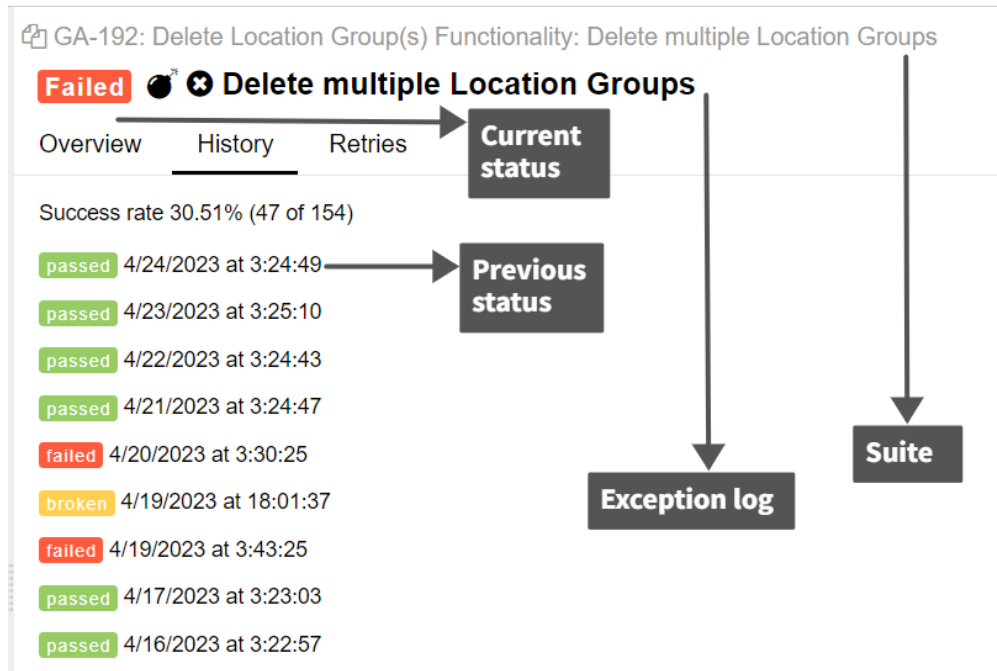 GA-192: Delete Location Group(s) Functionality: Delete multiple Location Groups
Failed Delete multiple Location Groups
Overview History Retries
Current
status
Success rate 30.51% (47 of 154)
passed 4/24/2023 at 3:24:49
Previous
status
passed 4/23/2023 at 3:25:10
passed 4/22/2023 at 3:24:43
passed 4/21/2023 at 3:24:47
failed 4/20/2023 at 3:30:25
Suite
broken 4/19/2023 at 18:01:37
Exception log
failed 4/19/2023 at 3:43:25
passed 4/17/2023 at 3:23:03
passed 4/16/2023 at 3:22:57